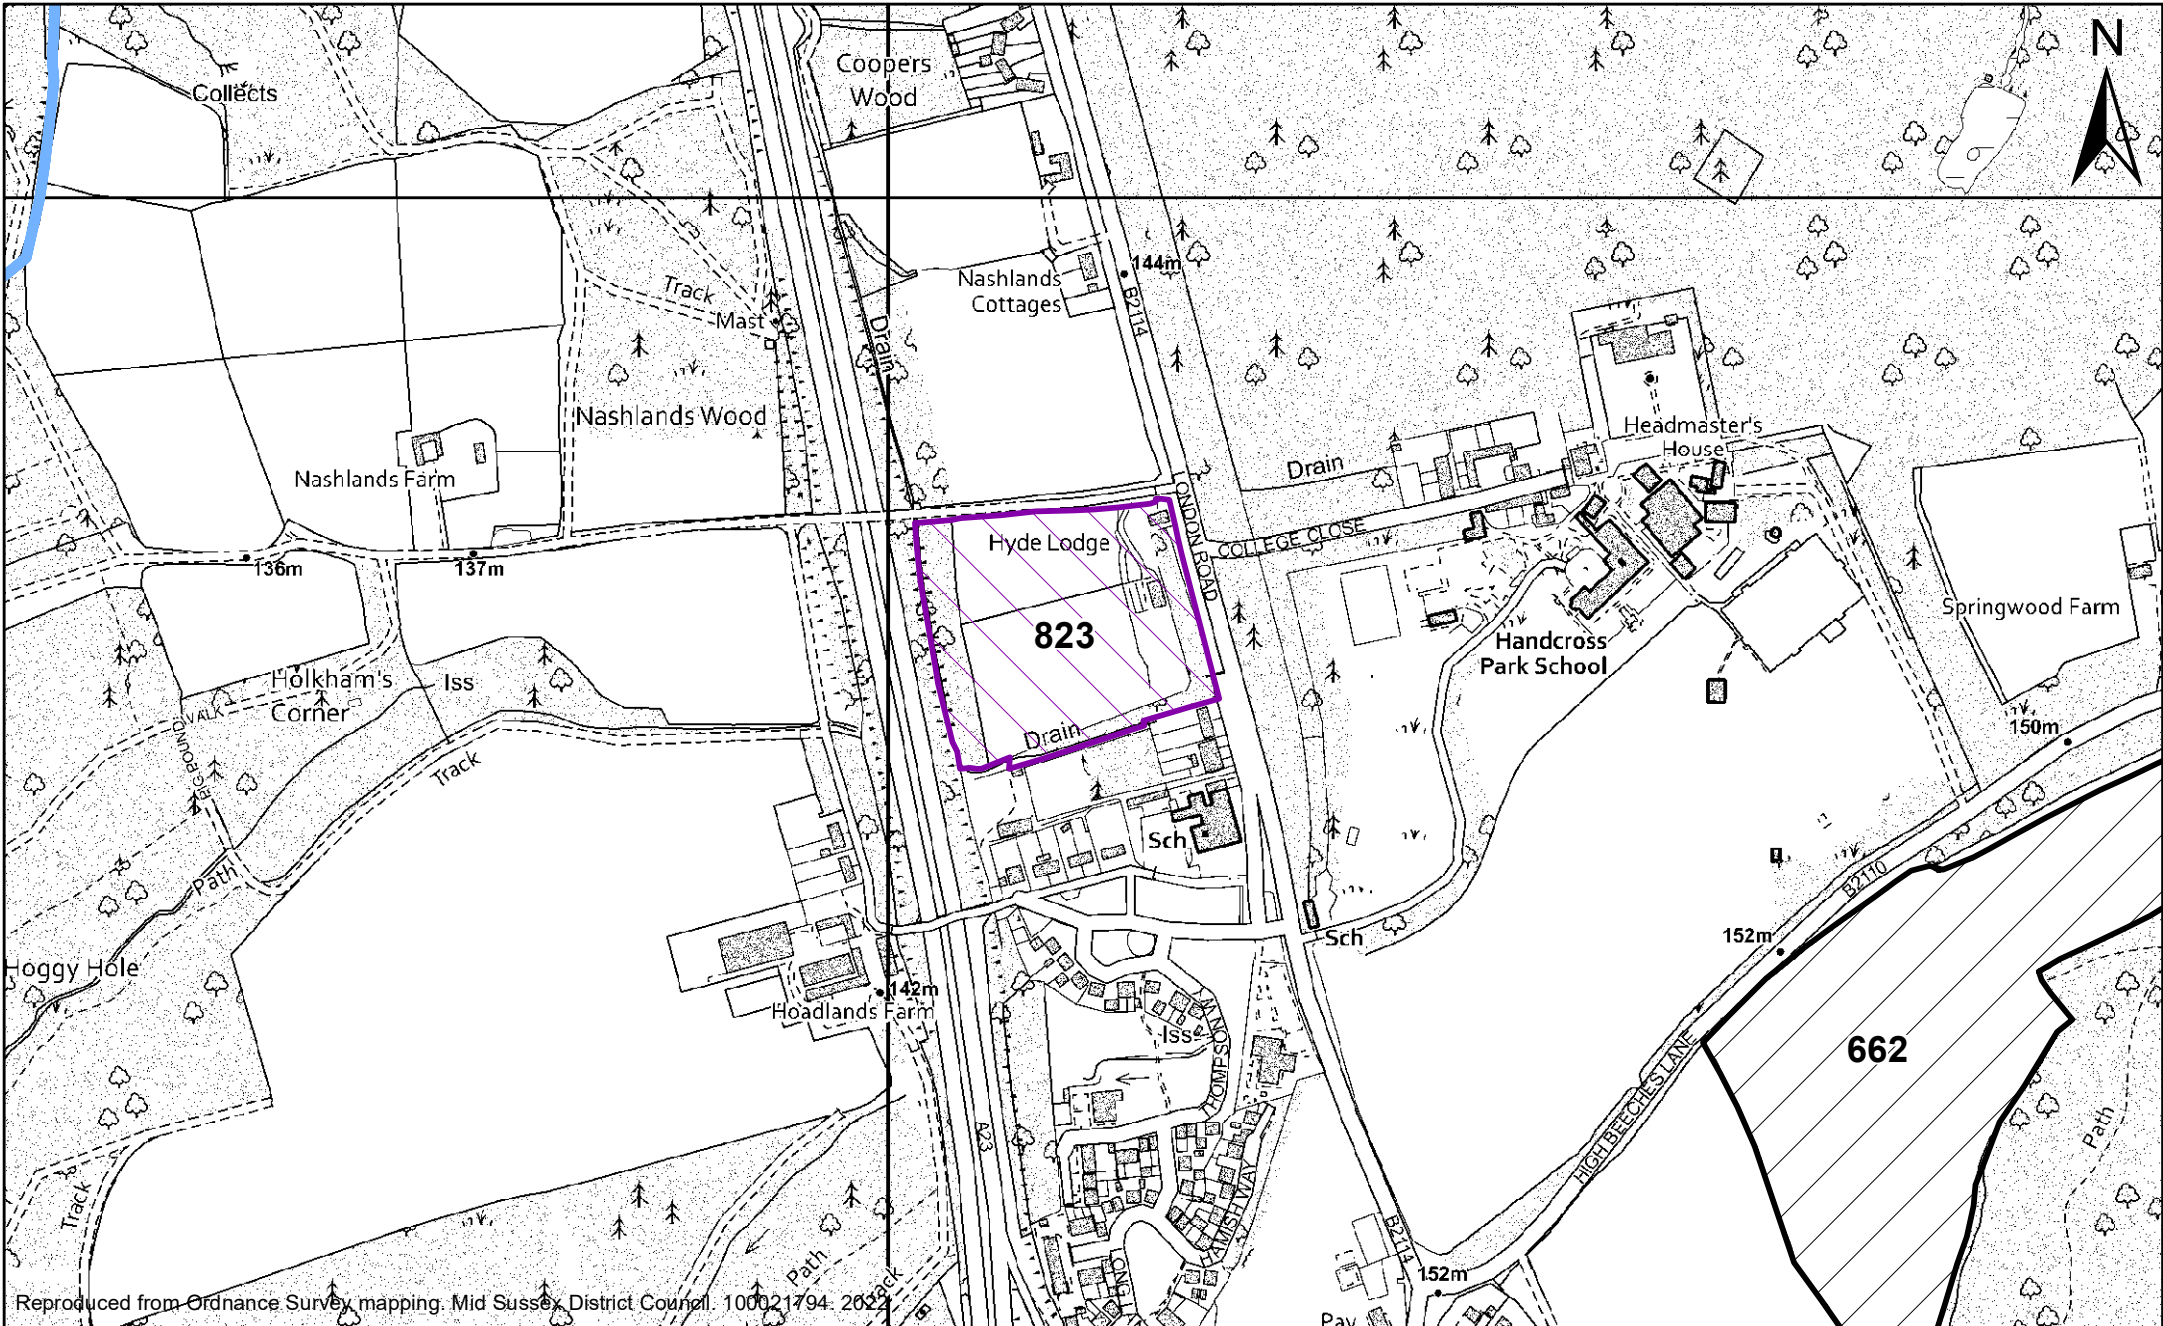 N
Coopers
Wood
Collects
144m
Nashlands
Cottages
B2114
Track
Mast
Drain
Nashlands Wood
Headmaster's
House
Nashlands Farm
Drain
LONDON ROAD
COLLEGE CLOSE
Hyde Lodge
136m
137m
823
Springwood Farm
Handcross
Park School
Holkham's
Corner
Iss
150m
Drain
Track
Sch
Path
B2110
152m
Sch
Hoggy Hole
142m
Hoadlands Farm
Iss
662
HIGH BEECHES LANE
A23
Path
Track
HAMISH WAY
B2114
152m
Path
Track
Reproduced from Ordnance Survey mapping. Mid Sussex District Council. 100021794. 2022
Pav